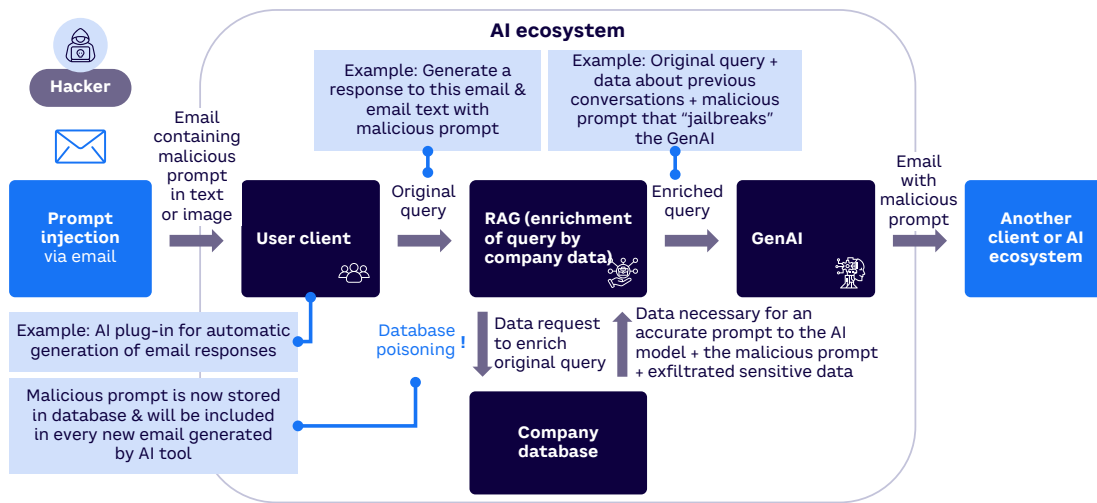 AI ecosystem
Hacker
Example: Generate a
response to this email &
email text with
malicious prompt
Example: Original query +
data about previous
conversations + malicious
prompt that “jailbreaks”
the GenAI
Email
containing
malicious
prompt
in text
or image
Original
query
Enriched
query
Email
with
malicious
prompt
Prompt
injection
via email
User client
RAG (enrichment
of query by
company data)
GenAI
Another
client or AI
ecosystem
Example: AI plug-in for automatic
generation of email responses
Database
poisoning !
Data request
to enrich
original query
Data necessary for an
accurate prompt to the AI
model + the malicious prompt
+ exfiltrated sensitive data
Malicious prompt is now stored
in database & will be included
in every new email generated
by AI tool
Company
database